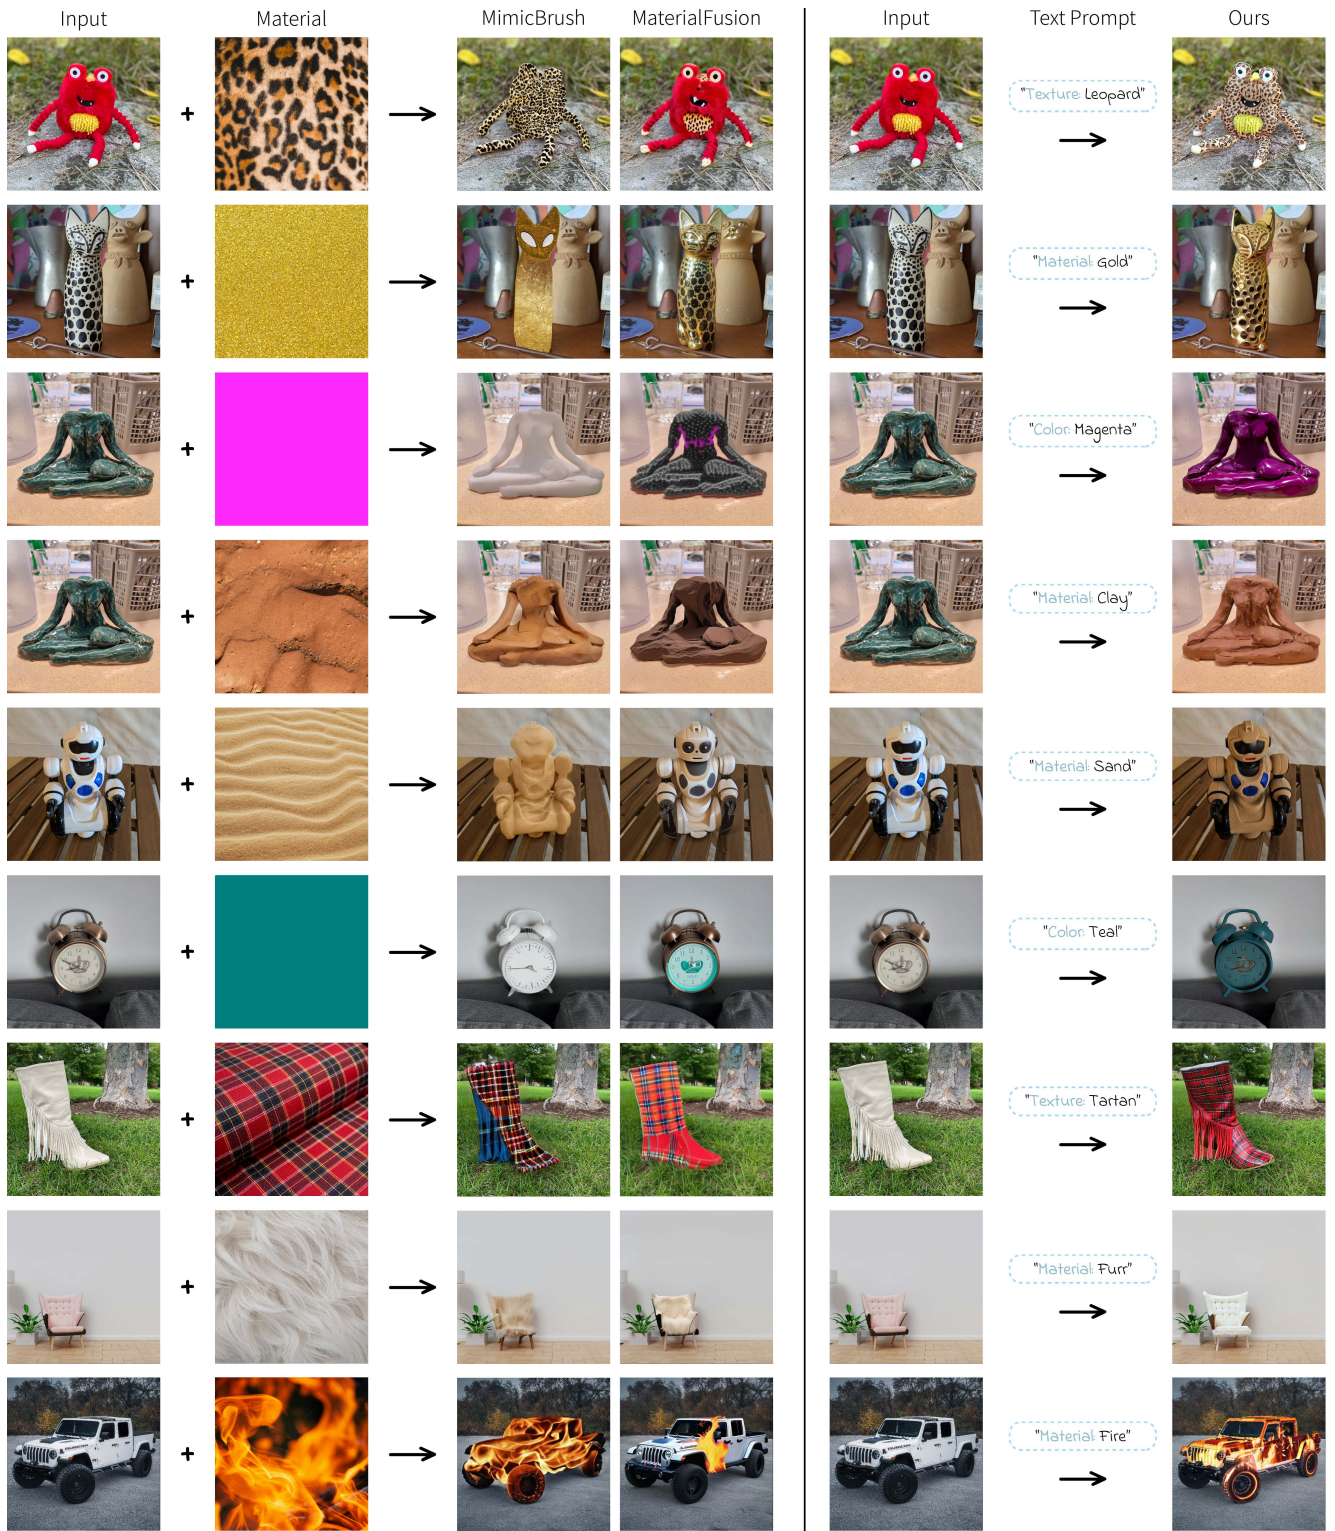 Input Material MimicBrush MaterialFusion Input Text Prompt Ours
+ "Texture: Leopard"
+ "Material: Gold"
+ "Color: Magenta"
+ "Material: Clay"
+ "Material: Sand"
+ "Color: Teal"
+ "Texture: Tartan"
+ "Material: Furr"
+ "Material: Fire"